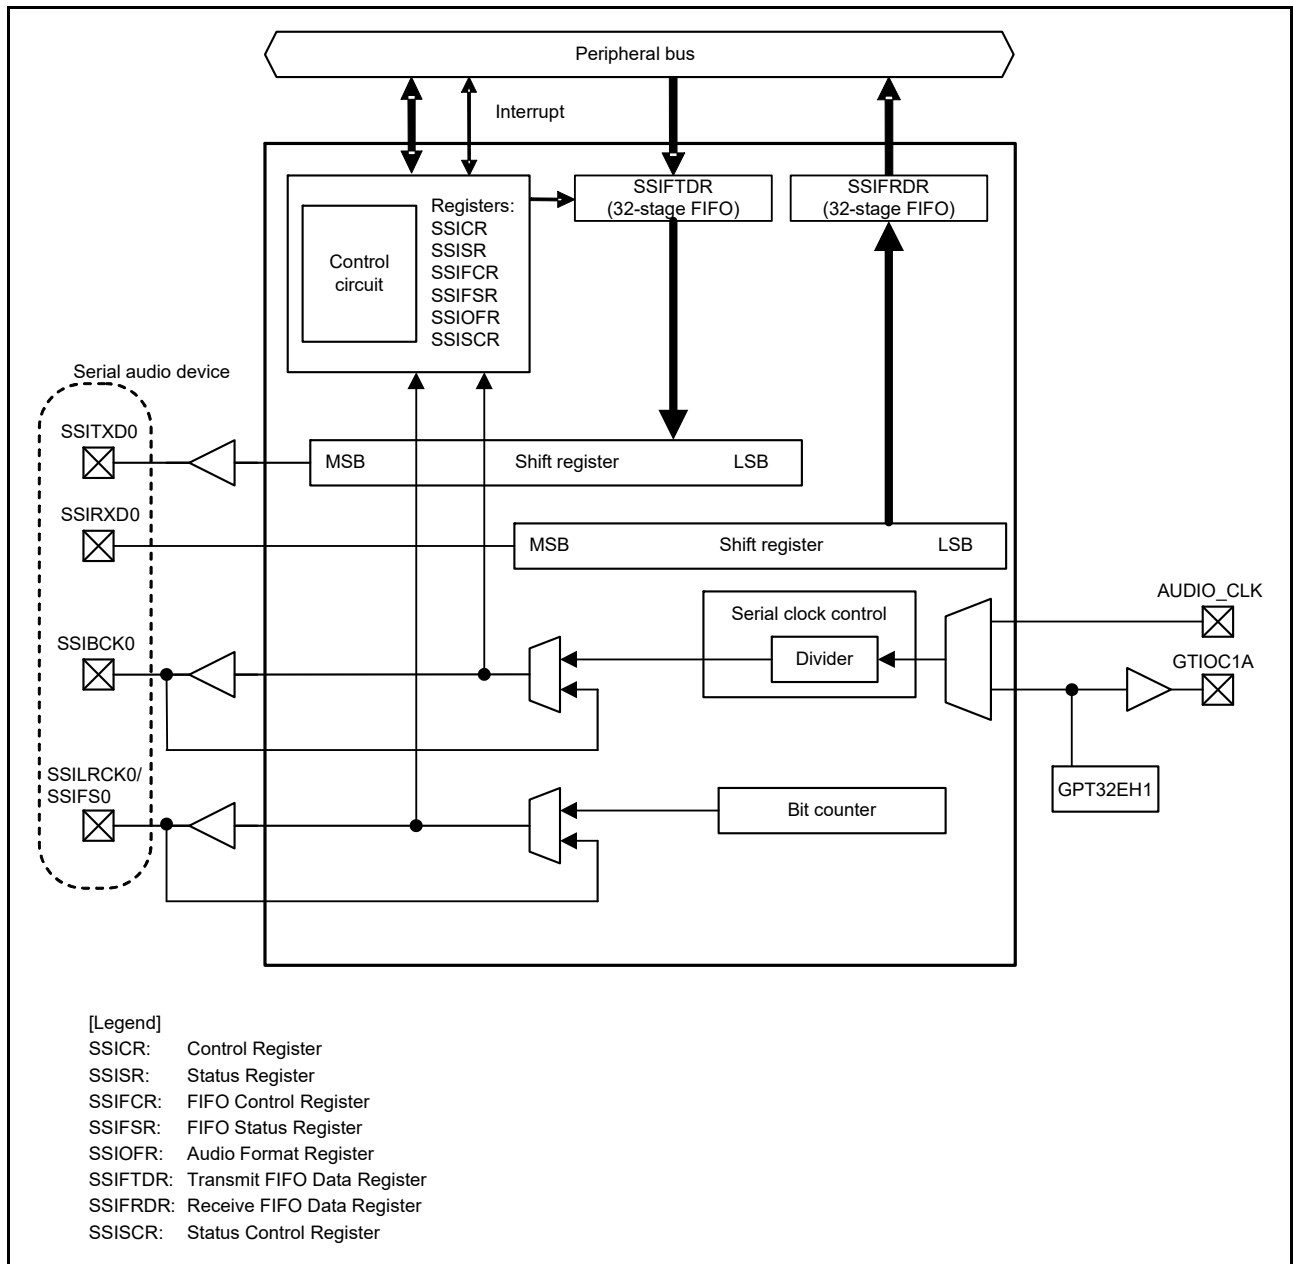 Peripheral bus
Interrupt
Registers:
SSICR
SSISR
SSIFCR
SSIFSR
SSIOFR
SSISCR
Control
circuit
SSIFTDR
(32-stage FIFO)
SSIFRDR
(32-stage FIFO)
Serial audio device
SSITXD0
MSB Shift register LSB
SSIRXD0
MSB Shift register LSB
SSIBCK0
Serial clock control
Divider
AUDIO_CLK
GTIOC1A
GPT32EH1
SSILRCK0/
SSIFS0
Bit counter
[Legend]
SSICR: Control Register
SSISR: Status Register
SSIFCR: FIFO Control Register
SSIFSR: FIFO Status Register
SSIOFR: Audio Format Register
SSIFTDR: Transmit FIFO Data Register
SSIFRDR: Receive FIFO Data Register
SSISCR: Status Control Register